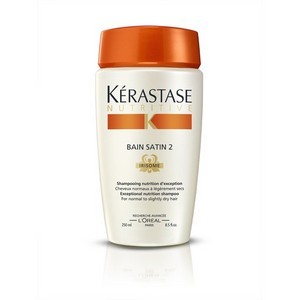 KÉRASTASE
NUTRITIVE
K
BAIN SATIN 2
IRISOME
Shampooing nutrition d'exception
Cheveux normaux à légèrement secs
Exceptional nutrition shampoo
For normal to slightly dry hair
RECHERCHE AVANCÉE
L'ORÉAL
PARIS
250 ml 8.5 fl.oz